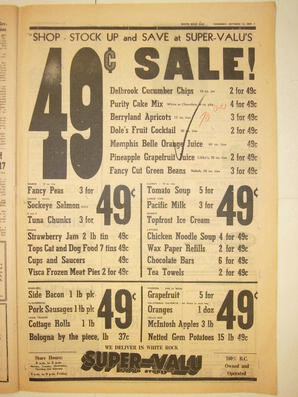 SHOP - STOCK UP and SAVE at SUPER-VALU'S
49¢ SALE!
Delbrook Cucumber Chips 2 for 49c
Purity Cake Mix 4 for 49c
Berryland Apricots 3 for 49c
Dole's Fruit Cocktail 2 for 49c
Memphis Belle Orange Juice 4 for 49c
Pineapple Grapefruit Juice 4 for 49c
Fancy Cut Green Beans 3 for 49c
Fancy Peas 3 for
Sockeye Salmon
Tuna Chunks 3 for
49¢
Strawberry Jam 2 lb tin 49c
Tops Cat and Dog Food 7 tins 49c
Cups and Saucers 49c
Visca Frozen Meat Pies 2 for 49c
Tomato Soup 5 for
Pacific Milk 3 for
Topfrost Ice Cream
49¢
Chicken Noodle Soup 4 for 49c
Wax Paper Refills 2 for 49c
Chocolate Bars 6 for 49c
Tea Towels 2 for 49c
Side Bacon 1 lb pk
Pork Sausages 1 lb pk
Cottage Rolls 1 lb
49¢
Bologna by the piece, lb 37c
Grapefruit 5 for
Oranges 1 doz
McIntosh Apples 3 lb
49¢
Netted Gem Potatoes 15 lb 49c
WE DELIVER IN WHITE ROCK
Store Hours:
SUPER-VALU
100% B.C.
Owned and
Operated